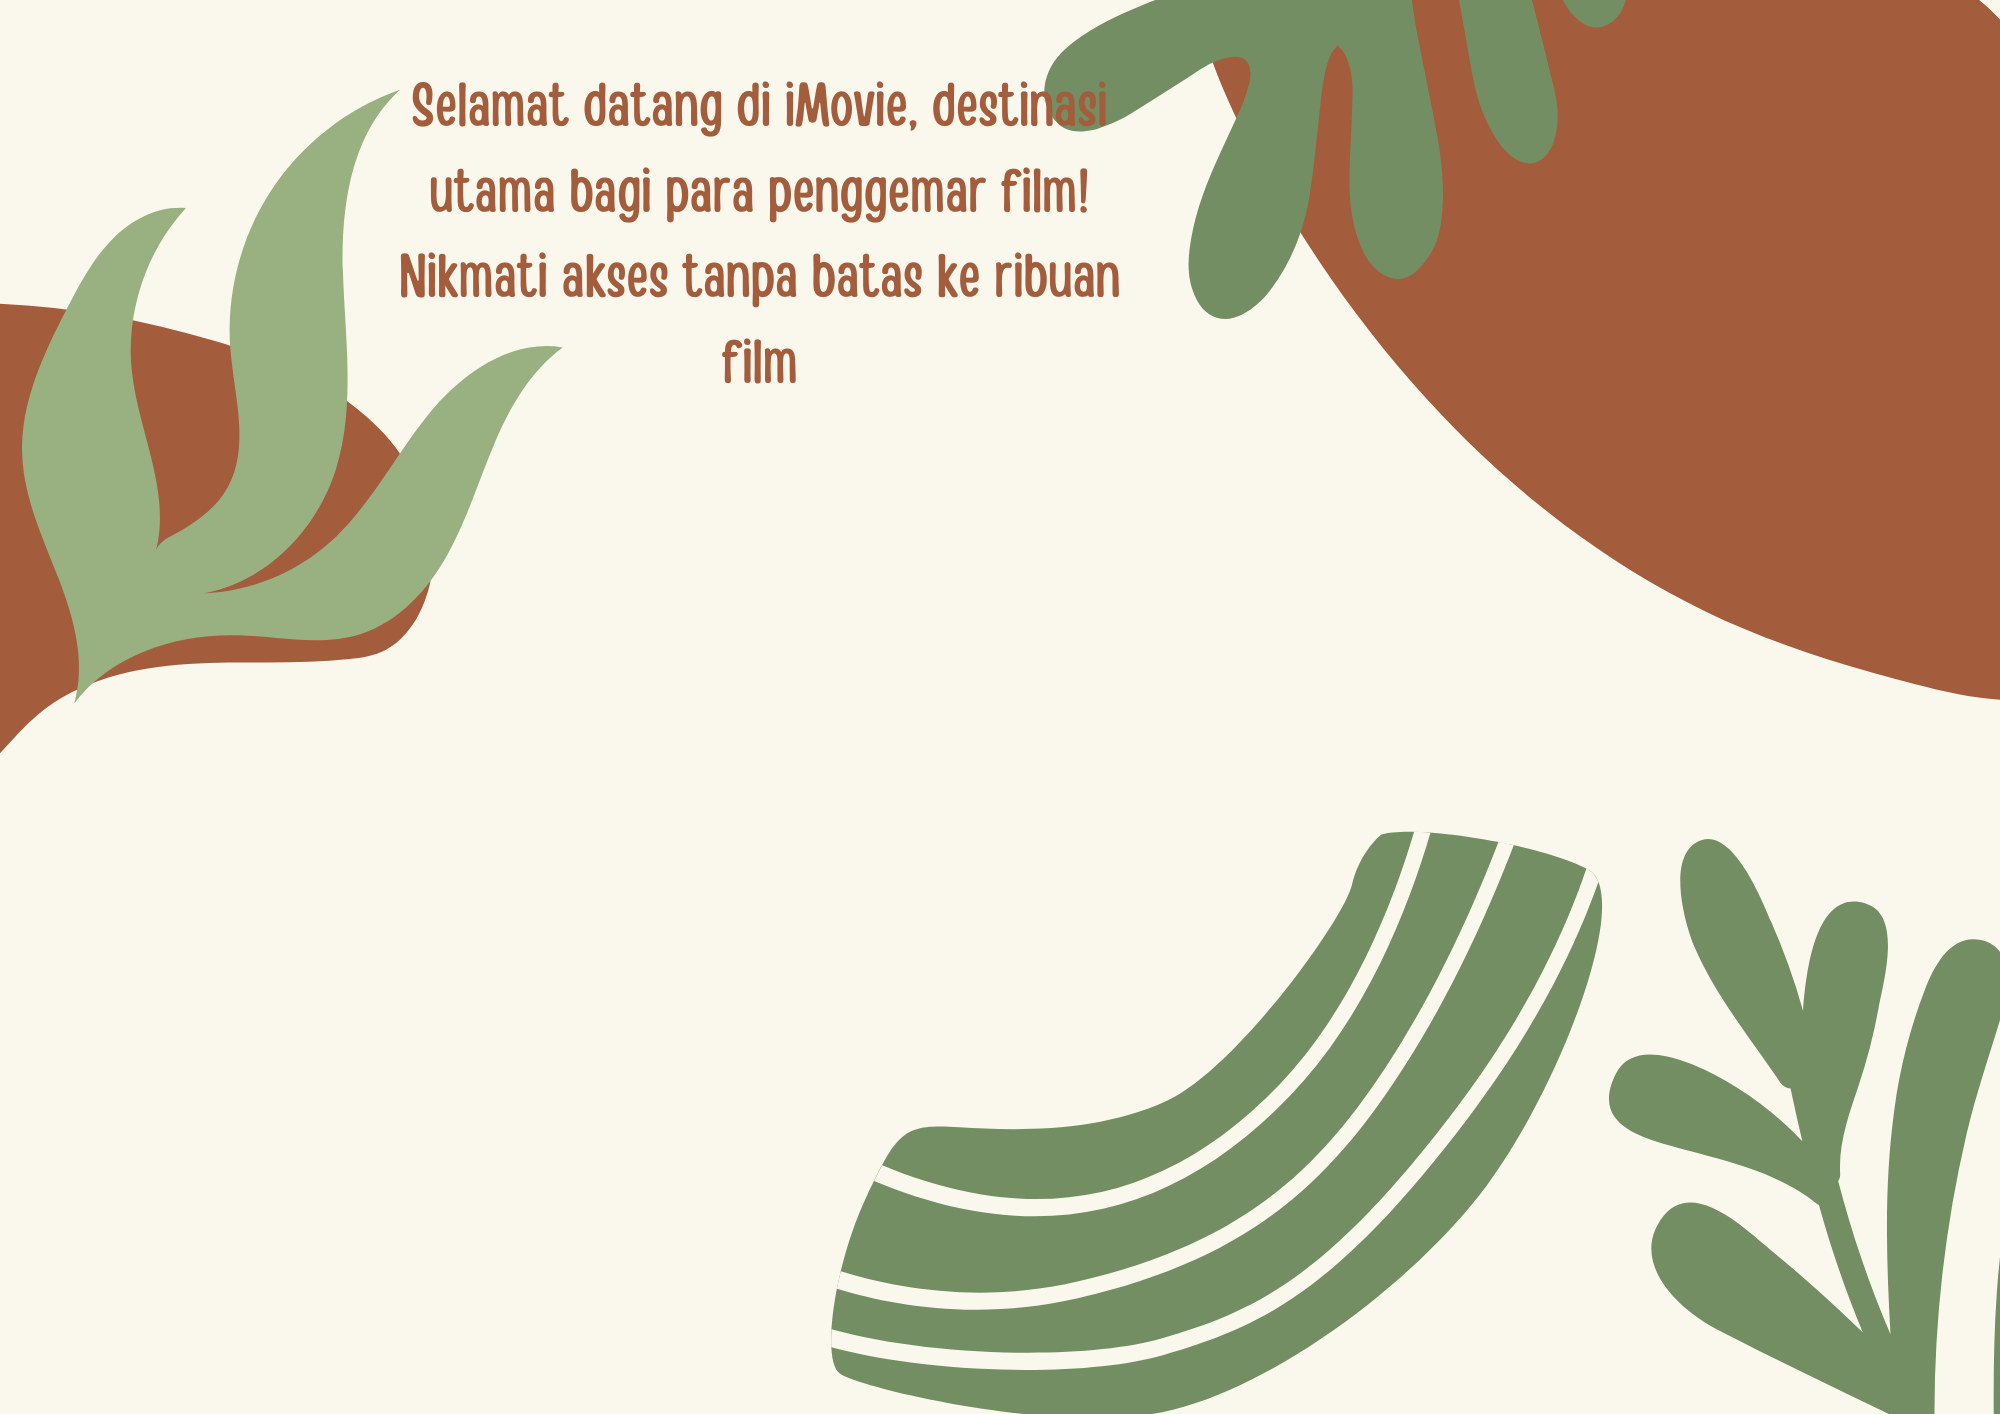 Selamat datang di iMovie, destinasi
utama bagi para penggemar film!
Nikmati akses tanpa batas ke ribuan
film